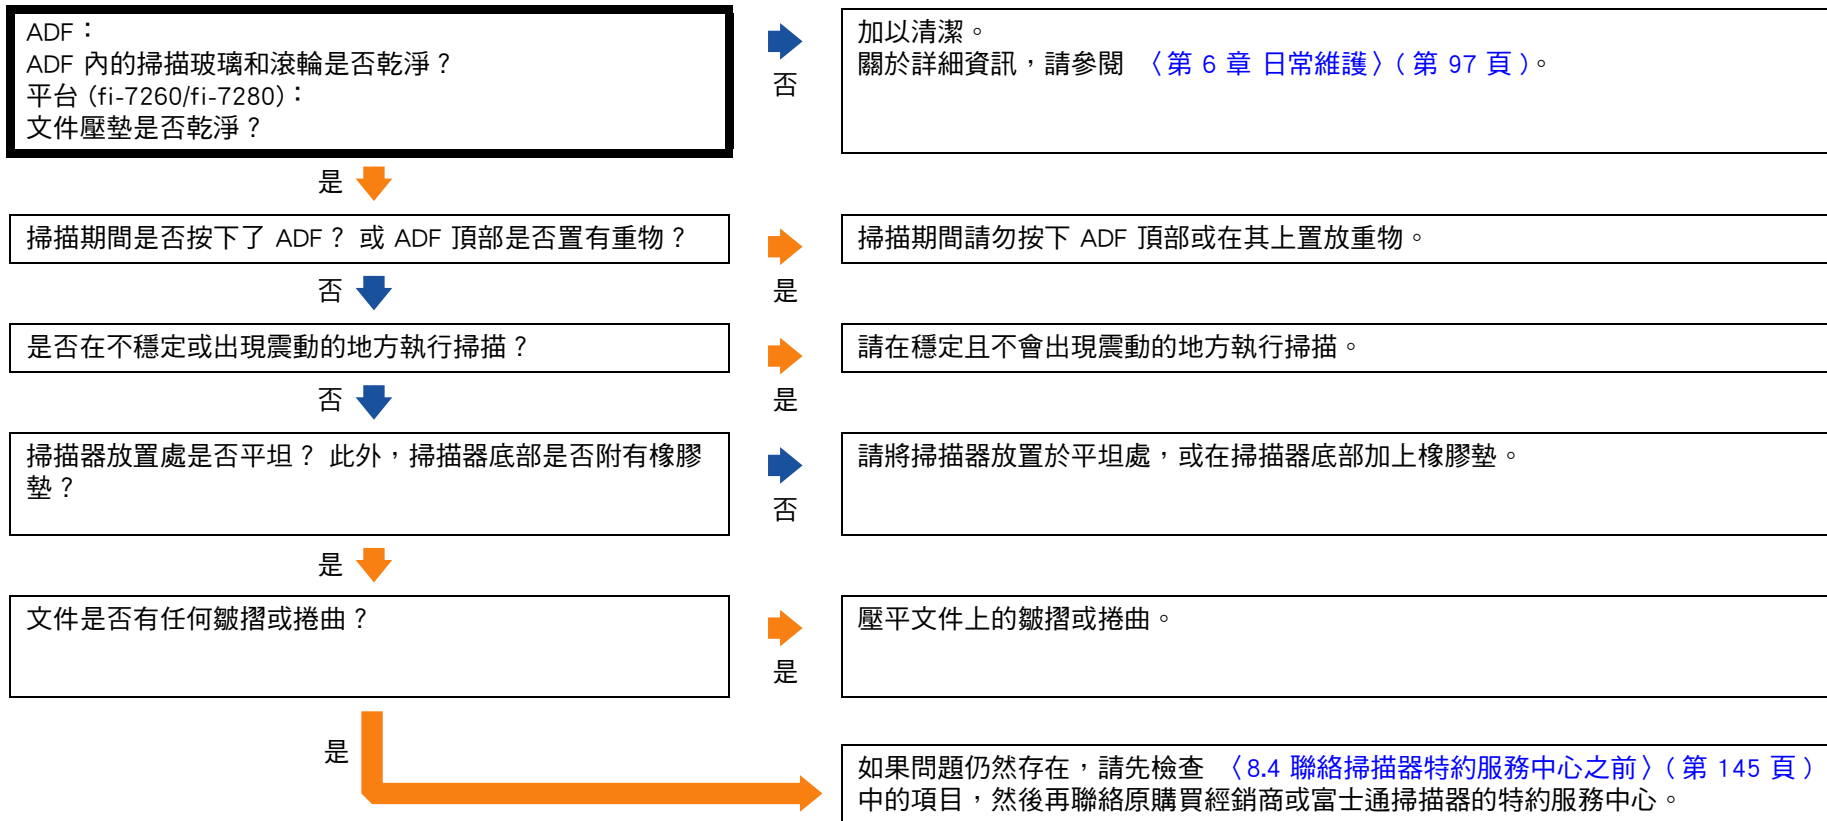 ADF：
ADF 內的掃描玻璃和滾輪是否乾淨？
平台 (fi-7260/fi-7280)：
文件壓墊是否乾淨？
否
加以清潔。
關於詳細資訊，請參閱 〈第 6 章 日常維護〉( 第 97 頁 )。
是
掃描期間是否按下了 ADF？ 或 ADF 頂部是否置有重物？
是
掃描期間請勿按下 ADF 頂部或在其上置放重物。
否
是否在不穩定或出現震動的地方執行掃描？
是
請在穩定且不會出現震動的地方執行掃描。
否
掃描器放置處是否平坦？ 此外，掃描器底部是否附有橡膠
墊？
否
請將掃描器放置於平坦處，或在掃描器底部加上橡膠墊。
是
文件是否有任何皺摺或捲曲？
是
壓平文件上的皺摺或捲曲。
是
如果問題仍然存在，請先檢查 〈8.4 聯絡掃描器特約服務中心之前〉( 第 145 頁 )
中的項目，然後再聯絡原購買經銷商或富士通掃描器的特約服務中心。